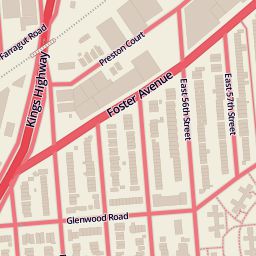 Farragut Road
Preston Court
Kings Highway
Foster Avenue
East 56th Street
East 57th Street
Glenwood Road